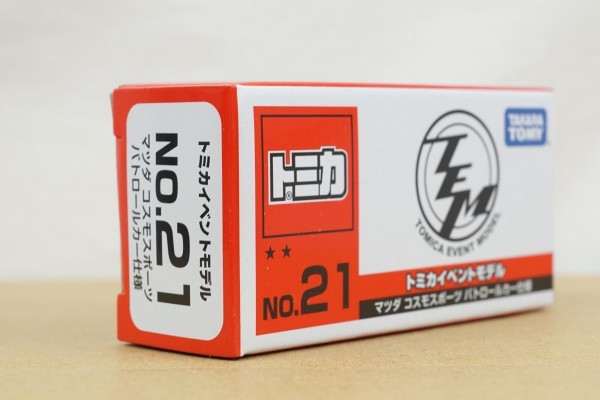 トミカイベントモデル
NO.21
マツダ コスモスポーツ
パトロールカー仕様
トミカ
®
★★
NO.21
TEM
TOMICA EVENT MODEL
TAKARA
TOMY
トミカイベントモデル
マツダ コスモスポーツ パトロールカー仕様